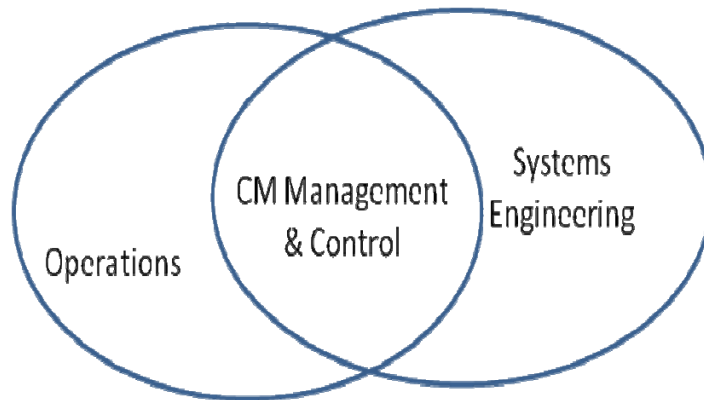 Operations
CM Management
& Control
Systems
Engineering